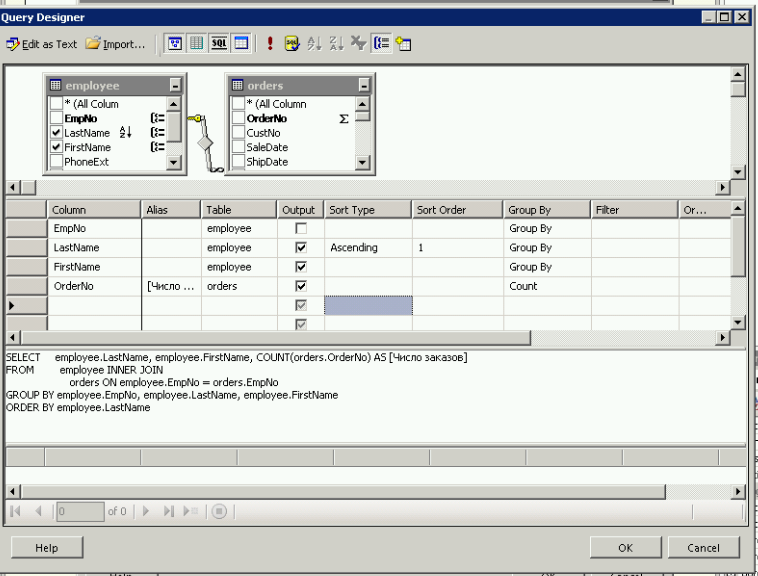 Query Designer
Edit as Text Import...
employee
* (All Colum
EmpNo
LastName
FirstName
PhoneExt
orders
* (All Column
OrderNo Σ
CustNo
SaleDate
ShipDate
Column Alias Table Output Sort Type Sort Order Group By Filter Or...
EmpNo employee Group By
LastName employee Ascending 1 Group By
FirstName employee Group By
OrderNo [Число ... orders Count
SELECT employee.LastName, employee.FirstName, COUNT(orders.OrderNo) AS [Число заказов]
FROM employee INNER JOIN
orders ON employee.EmpNo = orders.EmpNo
GROUP BY employee.EmpNo, employee.LastName, employee.FirstName
ORDER BY employee.LastName
0 of 0
Help OK Cancel